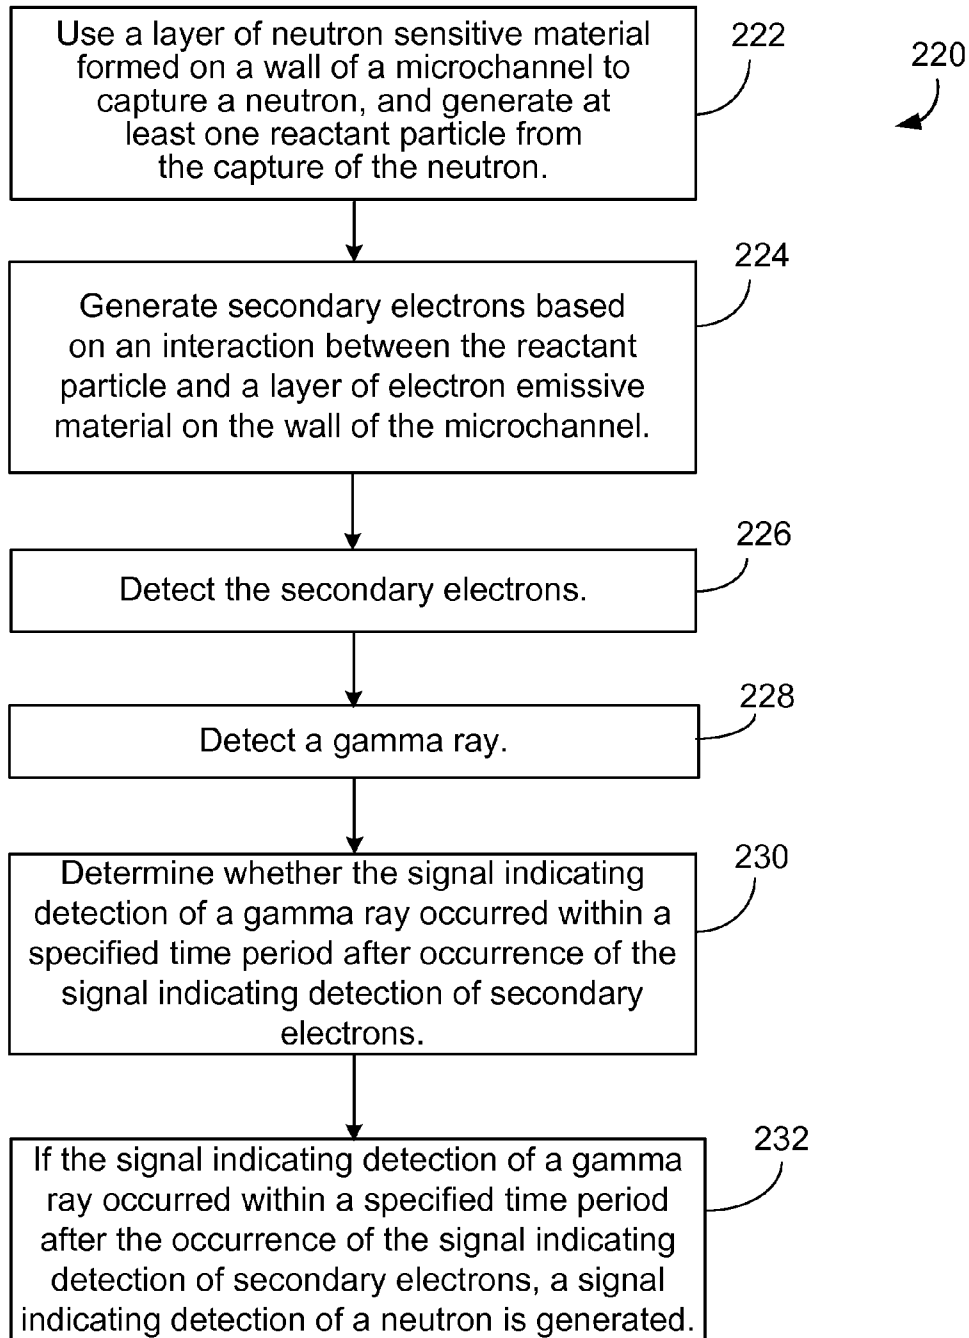 Use a layer of neutron sensitive material
formed on a wall of a microchannel to
capture a neutron, and generate at
least one reactant particle from
the capture of the neutron.
222
220
Generate secondary electrons based
on an interaction between the reactant
particle and a layer of electron emissive
material on the wall of the microchannel.
224
Detect the secondary electrons.
226
Detect a gamma ray.
228
Determine whether the signal indicating
detection of a gamma ray occurred within a
specified time period after occurrence of the
signal indicating detection of secondary
electrons.
230
If the signal indicating detection of a gamma
ray occurred within a specified time period
after the occurrence of the signal indicating
detection of secondary electrons, a signal
indicating detection of a neutron is generated.
232